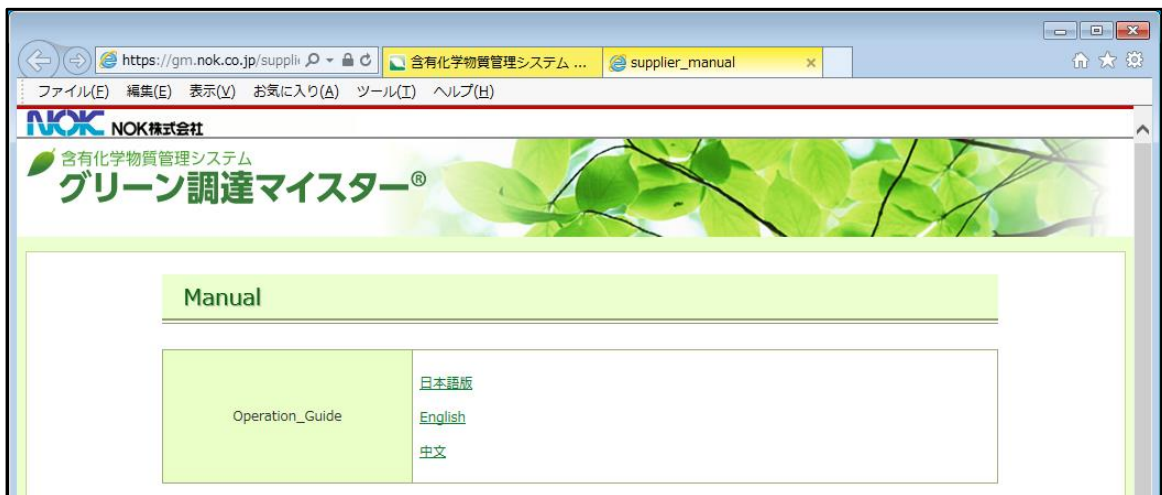 https://gm.nok.co.jp/suppli
含有化学物質管理システム ...
supplier_manual
ファイル(F) 編集(E) 表示(V) お気に入り(A) ツール(T) ヘルプ(H)
NOK NOK株式会社
含有化学物質管理システム
グリーン調達マイスター®
Manual
Operation_Guide
日本語版
English
中文